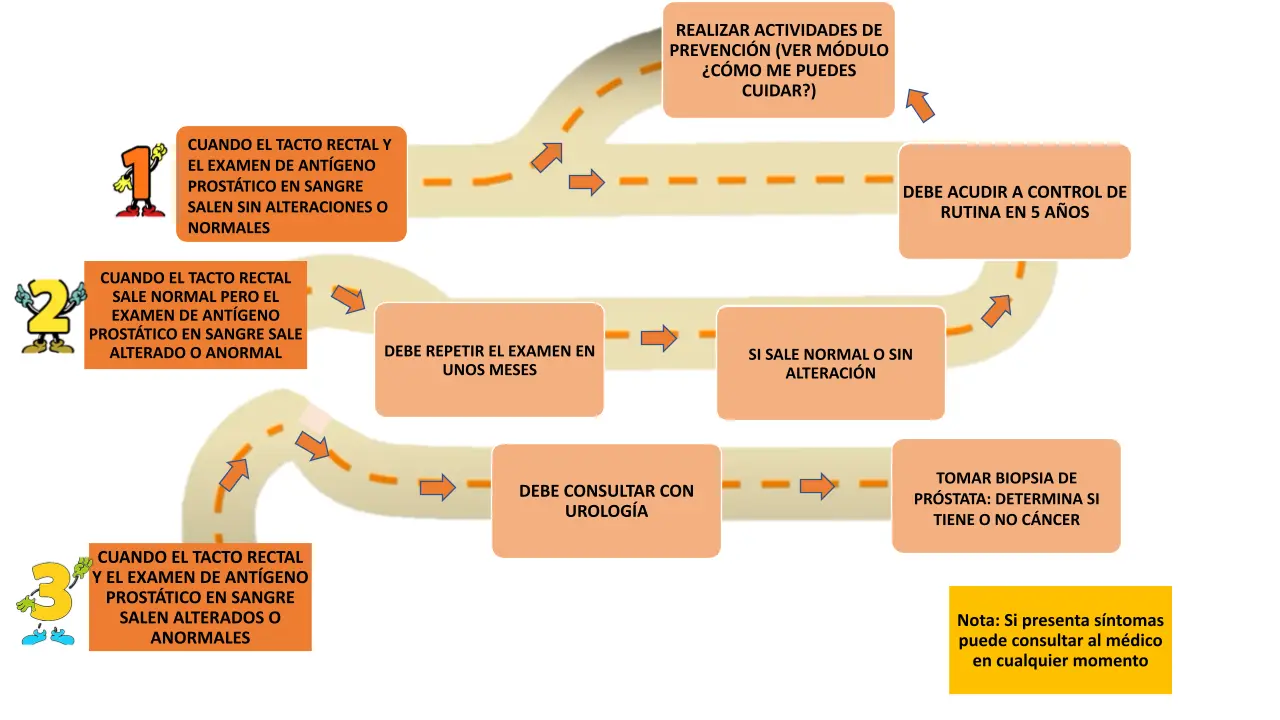 REALIZAR ACTIVIDADES DE
PREVENCIÓN (VER MÓDULO
¿CÓMO ME PUEDES
CUIDAR?)
1
CUANDO EL TACTO RECTAL Y
EL EXAMEN DE ANTÍGENO
PROSTÁTICO EN SANGRE
SALEN SIN ALTERACIONES O
NORMALES
DEBE ACUDIR A CONTROL DE
RUTINA EN 5 AÑOS
2
CUANDO EL TACTO RECTAL
SALE NORMAL PERO EL
EXAMEN DE ANTÍGENO
PROSTÁTICO EN SANGRE SALE
ALTERADO O ANORMAL
DEBE REPETIR EL EXAMEN EN
UNOS MESES
SI SALE NORMAL O SIN
ALTERACIÓN
3
CUANDO EL TACTO RECTAL
Y EL EXAMEN DE ANTÍGENO
PROSTÁTICO EN SANGRE
SALEN ALTERADOS O
ANORMALES
DEBE CONSULTAR CON
UROLOGÍA
TOMAR BIOPSIA DE
PRÓSTATA: DETERMINA SI
TIENE O NO CÁNCER
Nota: Si presenta síntomas
puede consultar al médico
en cualquier momento